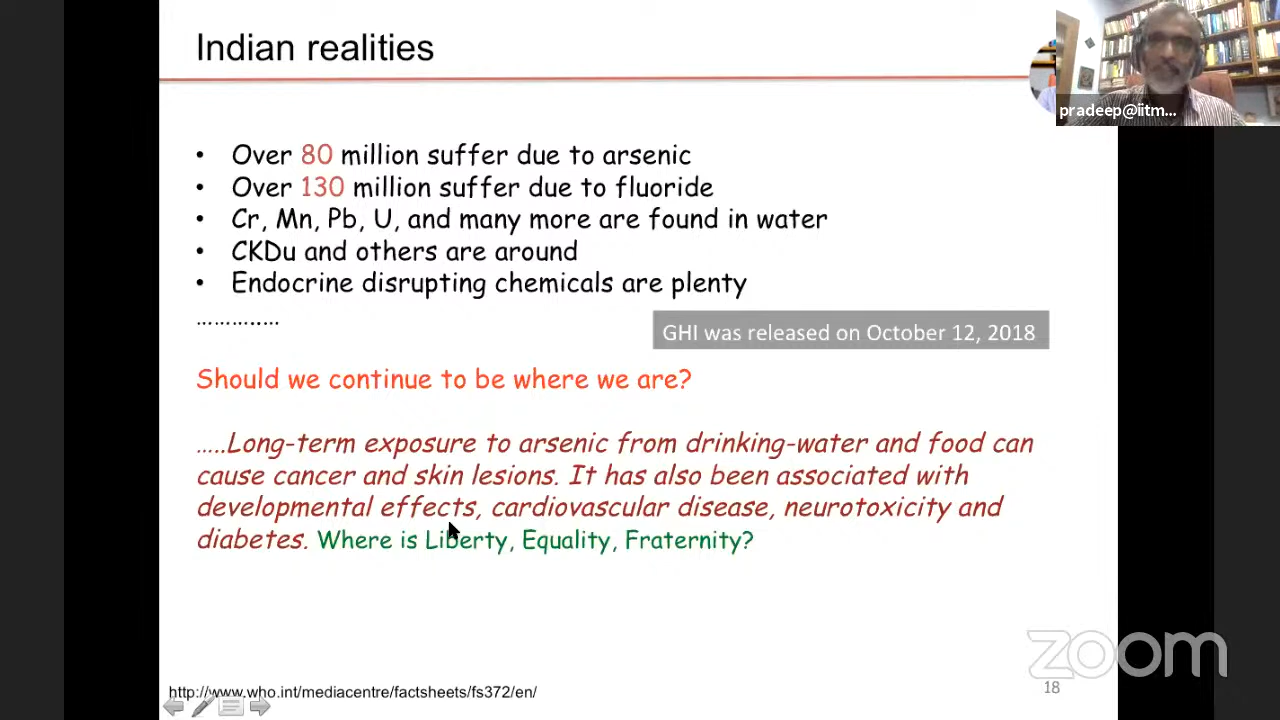 Indian realities
pradeep@iitm...
• Over 80 million suffer due to arsenic
• Over 130 million suffer due to fluoride
• Cr, Mn, Pb, U, and many more are found in water
• CKDu and others are around
• Endocrine disrupting chemicals are plenty
………..…
GHI was released on October 12, 2018
Should we continue to be where we are?
…..Long-term exposure to arsenic from drinking-water and food can
cause cancer and skin lesions. It has also been associated with
developmental effects, cardiovascular disease, neurotoxicity and
diabetes. Where is Liberty, Equality, Fraternity?
zoom
http://www.who.int/mediacentre/factsheets/fs372/en/
18